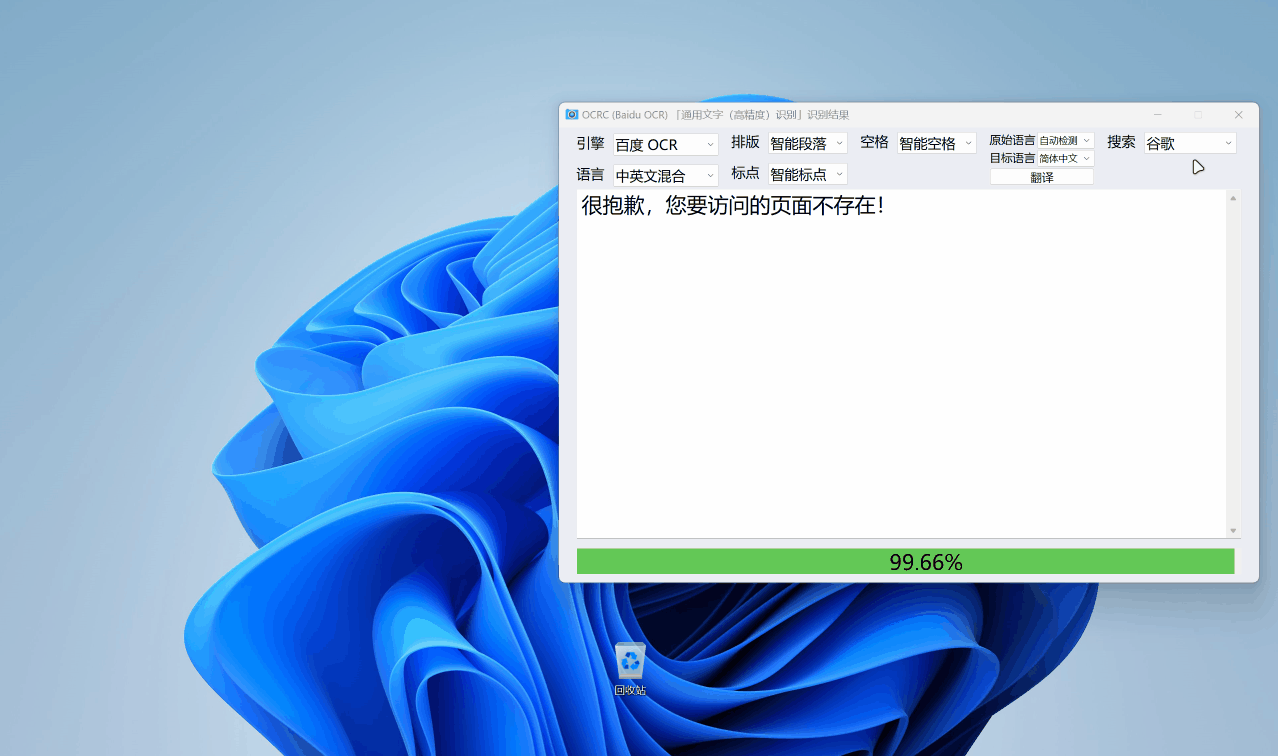 OCRC (Baidu OCR) 「通用文字（高精度）识别」识别结果
引擎 百度 OCR 排版 智能段落 空格 智能空格 原始语言 自动检测 搜索 谷歌
目标语言 简体中文
语言 中英文混合 标点 智能标点 翻译
很抱歉，您要访问的页面不存在！
99.66%
回收站